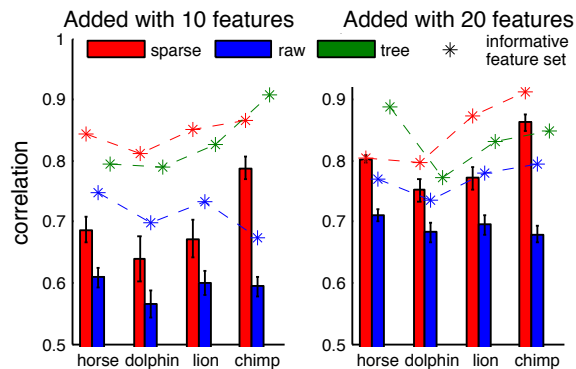 Added with 10 features
Added with 20 features
sparse
raw
tree
informative
feature set
correlation
1
0.9
0.8
0.7
0.6
0.5
horse
dolphin
lion
chimp
0.9
0.8
0.7
0.6
0.5
horse
dolphin
lion
chimp